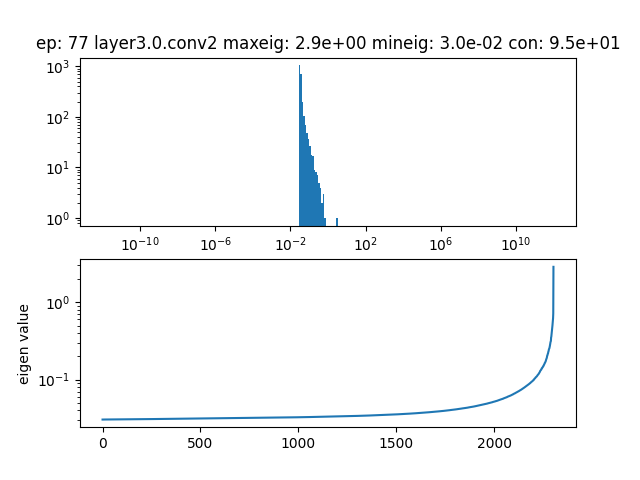 ep: 77 layer3.0.conv2 maxeig: 2.9e+00 mineig: 3.0e-02 con: 9.5e+01
10³
10²
10¹
10⁰
10⁻¹⁰ 10⁻⁶ 10⁻² 10² 10⁶ 10¹⁰
eigen value
10⁰
10⁻¹
0 500 1000 1500 2000